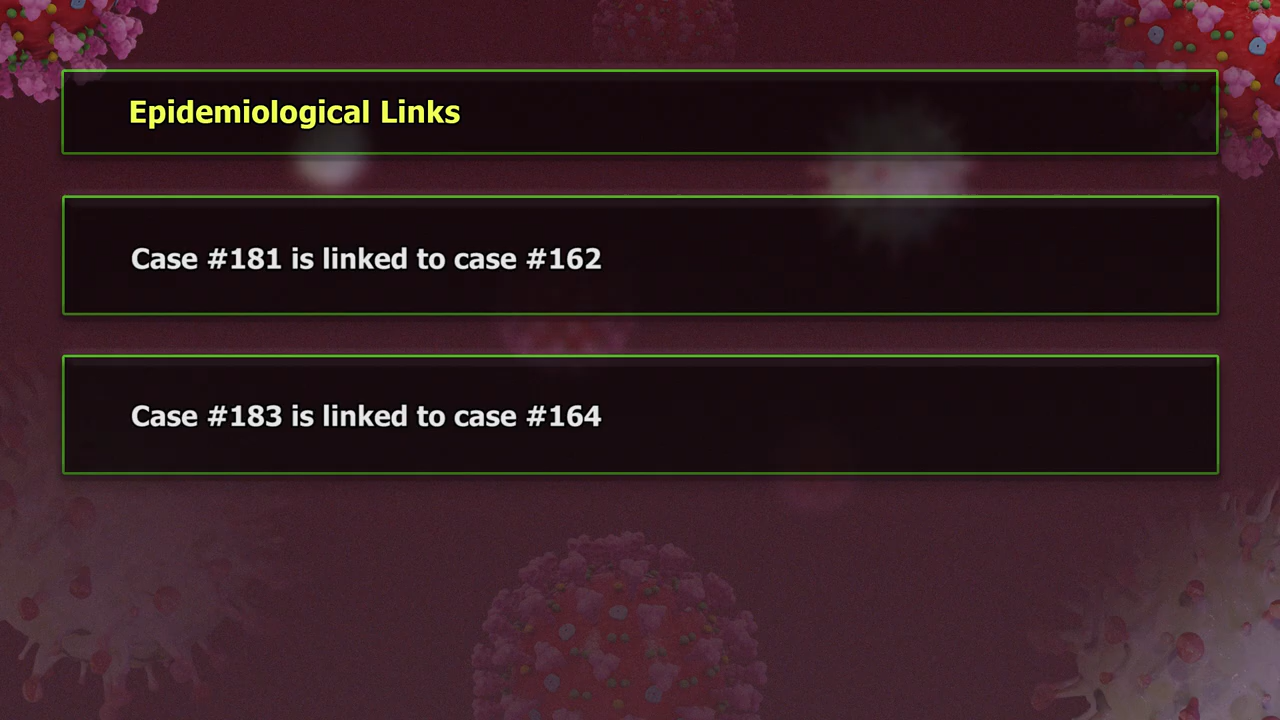 Epidemiological Links
Case #181 is linked to case #162
Case #183 is linked to case #164